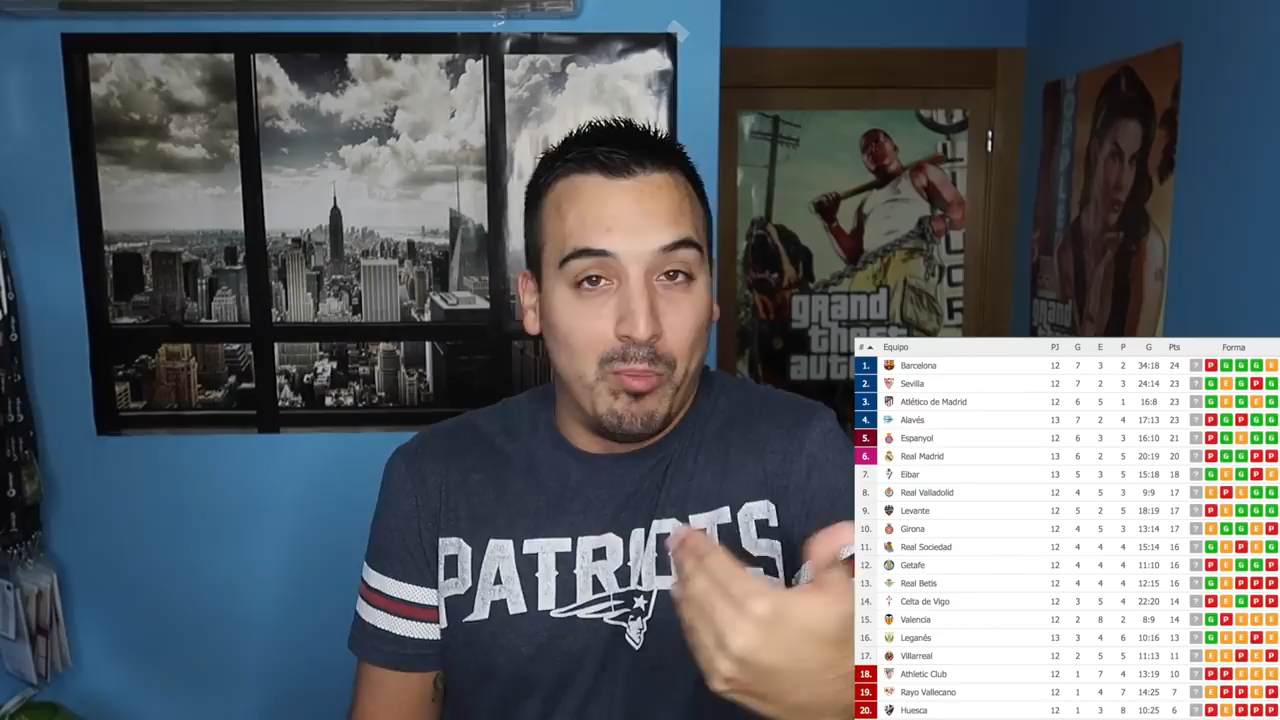 grand
theft
auto
grand
PATRIOTS
# Equipo PJ G E P G Pts Forma
1. Barcelona 12 7 3 2 34:18 24 ? P G G G E
2. Sevilla 12 7 2 3 24:14 23 ? G E G P G
3. Atlético de Madrid 12 6 5 1 16:8 23 ? G E G E G
4. Alavés 13 7 2 4 17:13 23 ? P G P G G
5. Espanyol 12 6 3 3 16:10 21 ? P G E G G
6. Real Madrid 13 6 2 5 20:19 20 ? P G G P P
7. Eibar 13 5 3 5 15:18 18 ? G E G P E
8. Real Valladolid 12 4 5 3 9:9 17 ? E P E G G
9. Levante 12 5 2 5 18:19 17 ? P E G G G
10. Girona 12 4 5 3 13:14 17 ? E G G E P
11. Real Sociedad 12 4 4 4 15:14 16 ? G E P E G
12. Getafe 12 4 4 4 11:10 16 ? P E G G P
13. Real Betis 12 4 4 4 12:15 16 ? G E P P P
14. Celta de Vigo 12 3 5 4 22:20 14 ? P G G P P
15. Valencia 12 2 8 2 8:9 14 ? G P E E E
16. Leganés 13 3 4 6 10:16 13 ? G E E P E
17. Villarreal 12 2 5 5 11:13 11 ? E E P E P
18. Athletic Club 12 1 7 4 13:19 10 ? P P E E E
19. Rayo Vallecano 12 1 4 7 14:25 7 ? E P P E P
20. Huesca 12 1 3 8 10:25 6 ? P E P E P